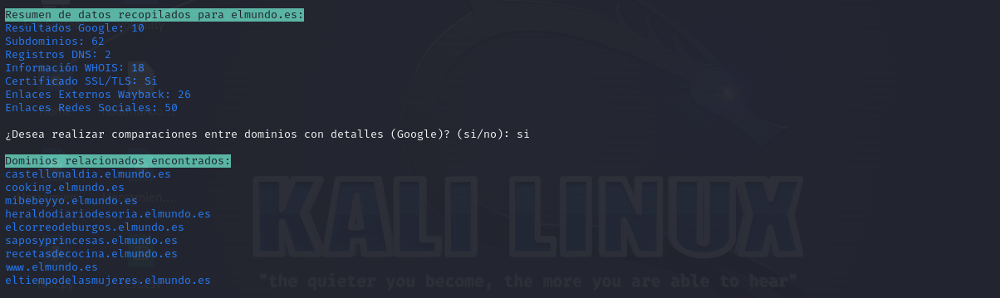 Resumen de datos recopilados para elmundo.es:
Resultados Google: 10
Subdominios: 62
Registros DNS: 2
Información WHOIS: 18
Certificado SSL/TLS: Sí
Enlaces Externos Wayback: 26
Enlaces Redes Sociales: 50
¿Desea realizar comparaciones entre dominios con detalles (Google)? (si/no): si
Dominios relacionados encontrados:
castellonaldia.elmundo.es
cooking.elmundo.es
mibebeyyo.elmundo.es
heraldodiariodesoria.elmundo.es
elcorreodeburgos.elmundo.es
saposyprincesas.elmundo.es
recetasdecocina.elmundo.es
www.elmundo.es
eltiempodelasmujeres.elmundo.es
KALI LINUX
"the quieter you become, the more you are able to hear"